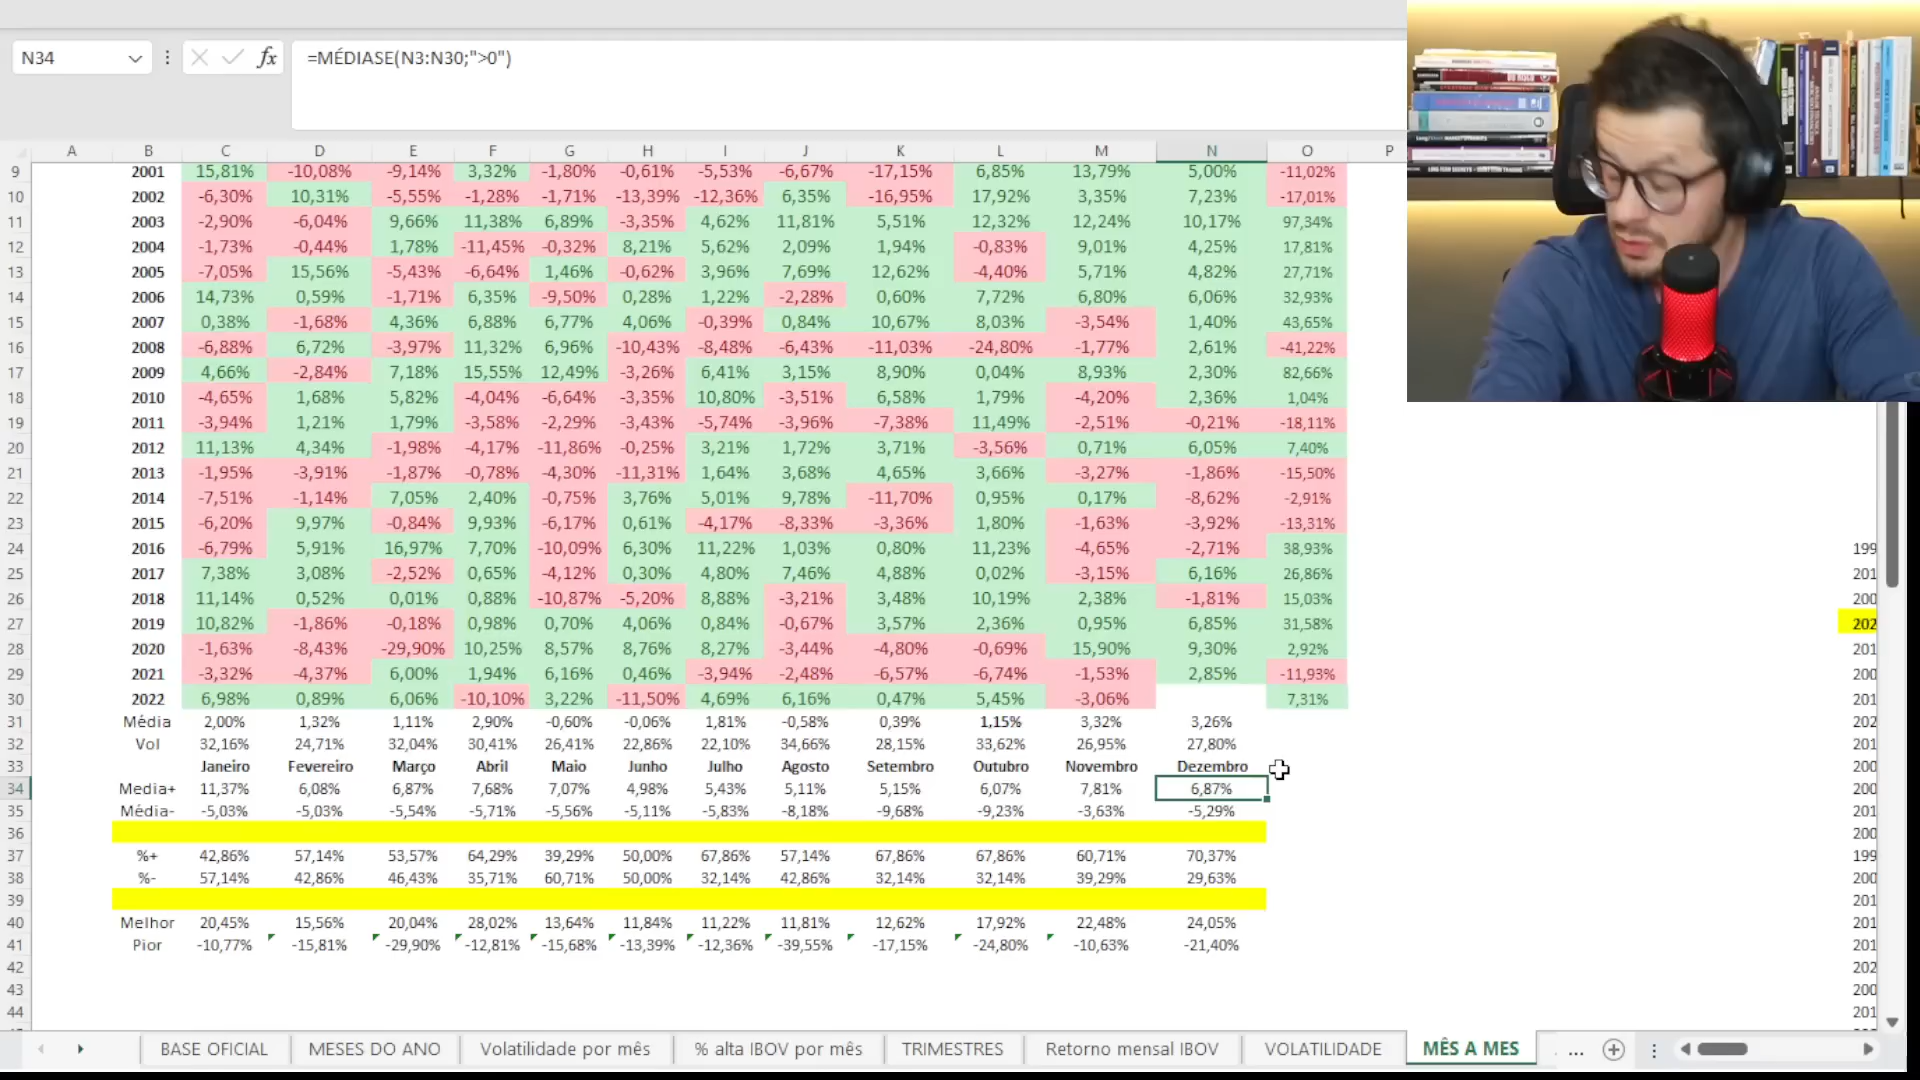 N34 fx =MÉDIASE(N3:N30;">0")
A B C D E F G H I J K L M N O P
9 2001 15,81% -10,08% -9,14% 3,32% -1,80% -0,61% -5,53% -6,67% -17,15% 6,85% 13,79% 5,00% -11,02%
10 2002 -6,30% 10,31% -5,55% -1,28% -1,71% -13,39% -12,36% 6,35% -16,95% 17,92% 3,35% 7,23% -17,01%
11 2003 -2,90% -6,04% 9,66% 11,38% 6,89% -3,35% 4,62% 11,81% 5,51% 12,32% 12,24% 10,17% 97,34%
12 2004 -1,73% -0,44% 1,78% -11,45% -0,32% 8,21% 5,62% 2,09% 1,94% -0,83% 9,01% 4,25% 17,81%
13 2005 -7,05% 15,56% -5,43% -6,64% 1,46% -0,62% 3,96% 7,69% 12,62% -4,40% 5,71% 4,82% 27,71%
14 2006 14,73% 0,59% -1,71% 6,35% -9,50% 0,28% 1,22% -2,28% 0,60% 7,72% 6,80% 6,06% 32,93%
15 2007 0,38% -1,68% 4,36% 6,88% 6,77% 4,06% -0,39% 0,84% 10,67% 8,03% -3,54% 1,40% 43,65%
16 2008 -6,88% 6,72% -3,97% 11,32% 6,96% -10,43% -8,48% -6,43% -11,03% -24,80% -1,77% 2,61% -41,22%
17 2009 4,66% -2,84% 7,18% 15,55% 12,49% -3,26% 6,41% 3,15% 8,90% 0,04% 8,93% 2,30% 82,66%
18 2010 -4,65% 1,68% 5,82% -4,04% -6,64% -3,35% 10,80% -3,51% 6,58% 1,79% -4,20% 2,36% 1,04%
19 2011 -3,94% 1,21% 1,79% -3,58% -2,29% -3,43% -5,74% -3,96% -7,38% 11,49% -2,51% -0,21% -18,11%
20 2012 11,13% 4,34% -1,98% -4,17% -11,86% -0,25% 3,21% 1,72% 3,71% -3,56% 0,71% 6,05% 7,40%
21 2013 -1,95% -3,91% -1,87% -0,78% -4,30% -11,31% 1,64% 3,68% 4,65% 3,66% -3,27% -1,86% -15,50%
22 2014 -7,51% -1,14% 7,05% 2,40% -0,75% 3,76% 5,01% 9,78% -11,70% 0,95% 0,17% -8,62% -2,91%
23 2015 -6,20% 9,97% -0,84% 9,93% -6,17% 0,61% -4,17% -8,33% -3,36% 1,80% -1,63% -3,92% -13,31%
24 2016 -6,79% 5,91% 16,97% 7,70% -10,09% 6,30% 11,22% 1,03% 0,80% 11,23% -4,65% -2,71% 38,93% 199
25 2017 7,38% 3,08% -2,52% 0,65% -4,12% 0,30% 4,80% 7,46% 4,88% 0,02% -3,15% 6,16% 26,86% 201
26 2018 11,14% 0,52% 0,01% 0,88% -10,87% -5,20% 8,88% -3,21% 3,48% 10,19% 2,38% -1,81% 15,03% 200
27 2019 10,82% -1,86% -0,18% 0,98% 0,70% 4,06% 0,84% -0,67% 3,57% 2,36% 0,95% 6,85% 31,58% 202
28 2020 -1,63% -8,43% -29,90% 10,25% 8,57% 8,76% 8,27% -3,44% -4,80% -0,69% 15,90% 9,30% 2,92% 201
29 2021 -3,32% -4,37% 6,00% 1,94% 6,16% 0,46% -3,94% -2,48% -6,57% -6,74% -1,53% 2,85% -11,93% 200
30 2022 6,98% 0,89% 6,06% -10,10% 3,22% -11,50% 4,69% 6,16% 0,47% 5,45% -3,06% 7,31% 201
31 Média 2,00% 1,32% 1,11% 2,90% -0,60% -0,06% 1,81% -0,58% 0,39% 1,15% 3,32% 3,26% 202
32 Vol 32,16% 24,71% 32,04% 30,41% 26,41% 22,86% 22,10% 34,66% 28,15% 33,62% 26,95% 27,80% 201
33 Janeiro Fevereiro Março Abril Maio Junho Julho Agosto Setembro Outubro Novembro Dezembro 200
34 Media+ 11,37% 6,08% 6,87% 7,68% 7,07% 4,98% 5,43% 5,11% 5,15% 6,07% 7,81% 6,87% 200
35 Média- -5,03% -5,03% -5,54% -5,71% -5,56% -5,11% -5,83% -8,18% -9,68% -9,23% -3,63% -5,29% 201
36 200
37 %+ 42,86% 57,14% 53,57% 64,29% 39,29% 50,00% 67,86% 57,14% 67,86% 67,86% 60,71% 70,37% 199
38 %- 57,14% 42,86% 46,43% 35,71% 60,71% 50,00% 32,14% 42,86% 32,14% 32,14% 39,29% 29,63% 200
39 201
40 Melhor 20,45% 15,56% 20,04% 28,02% 13,64% 11,84% 11,22% 11,81% 12,62% 17,92% 22,48% 24,05% 201
41 Pior -10,77% -15,81% -29,90% -12,81% -15,68% -13,39% -12,36% -39,55% -17,15% -24,80% -10,63% -21,40% 201
42 202
43 200
44 201
BASE OFICIAL MESES DO ANO Volatilidade por mês % alta IBOV por mês TRIMESTRES Retorno mensal IBOV VOLATILIDADE MÊS A MES ...